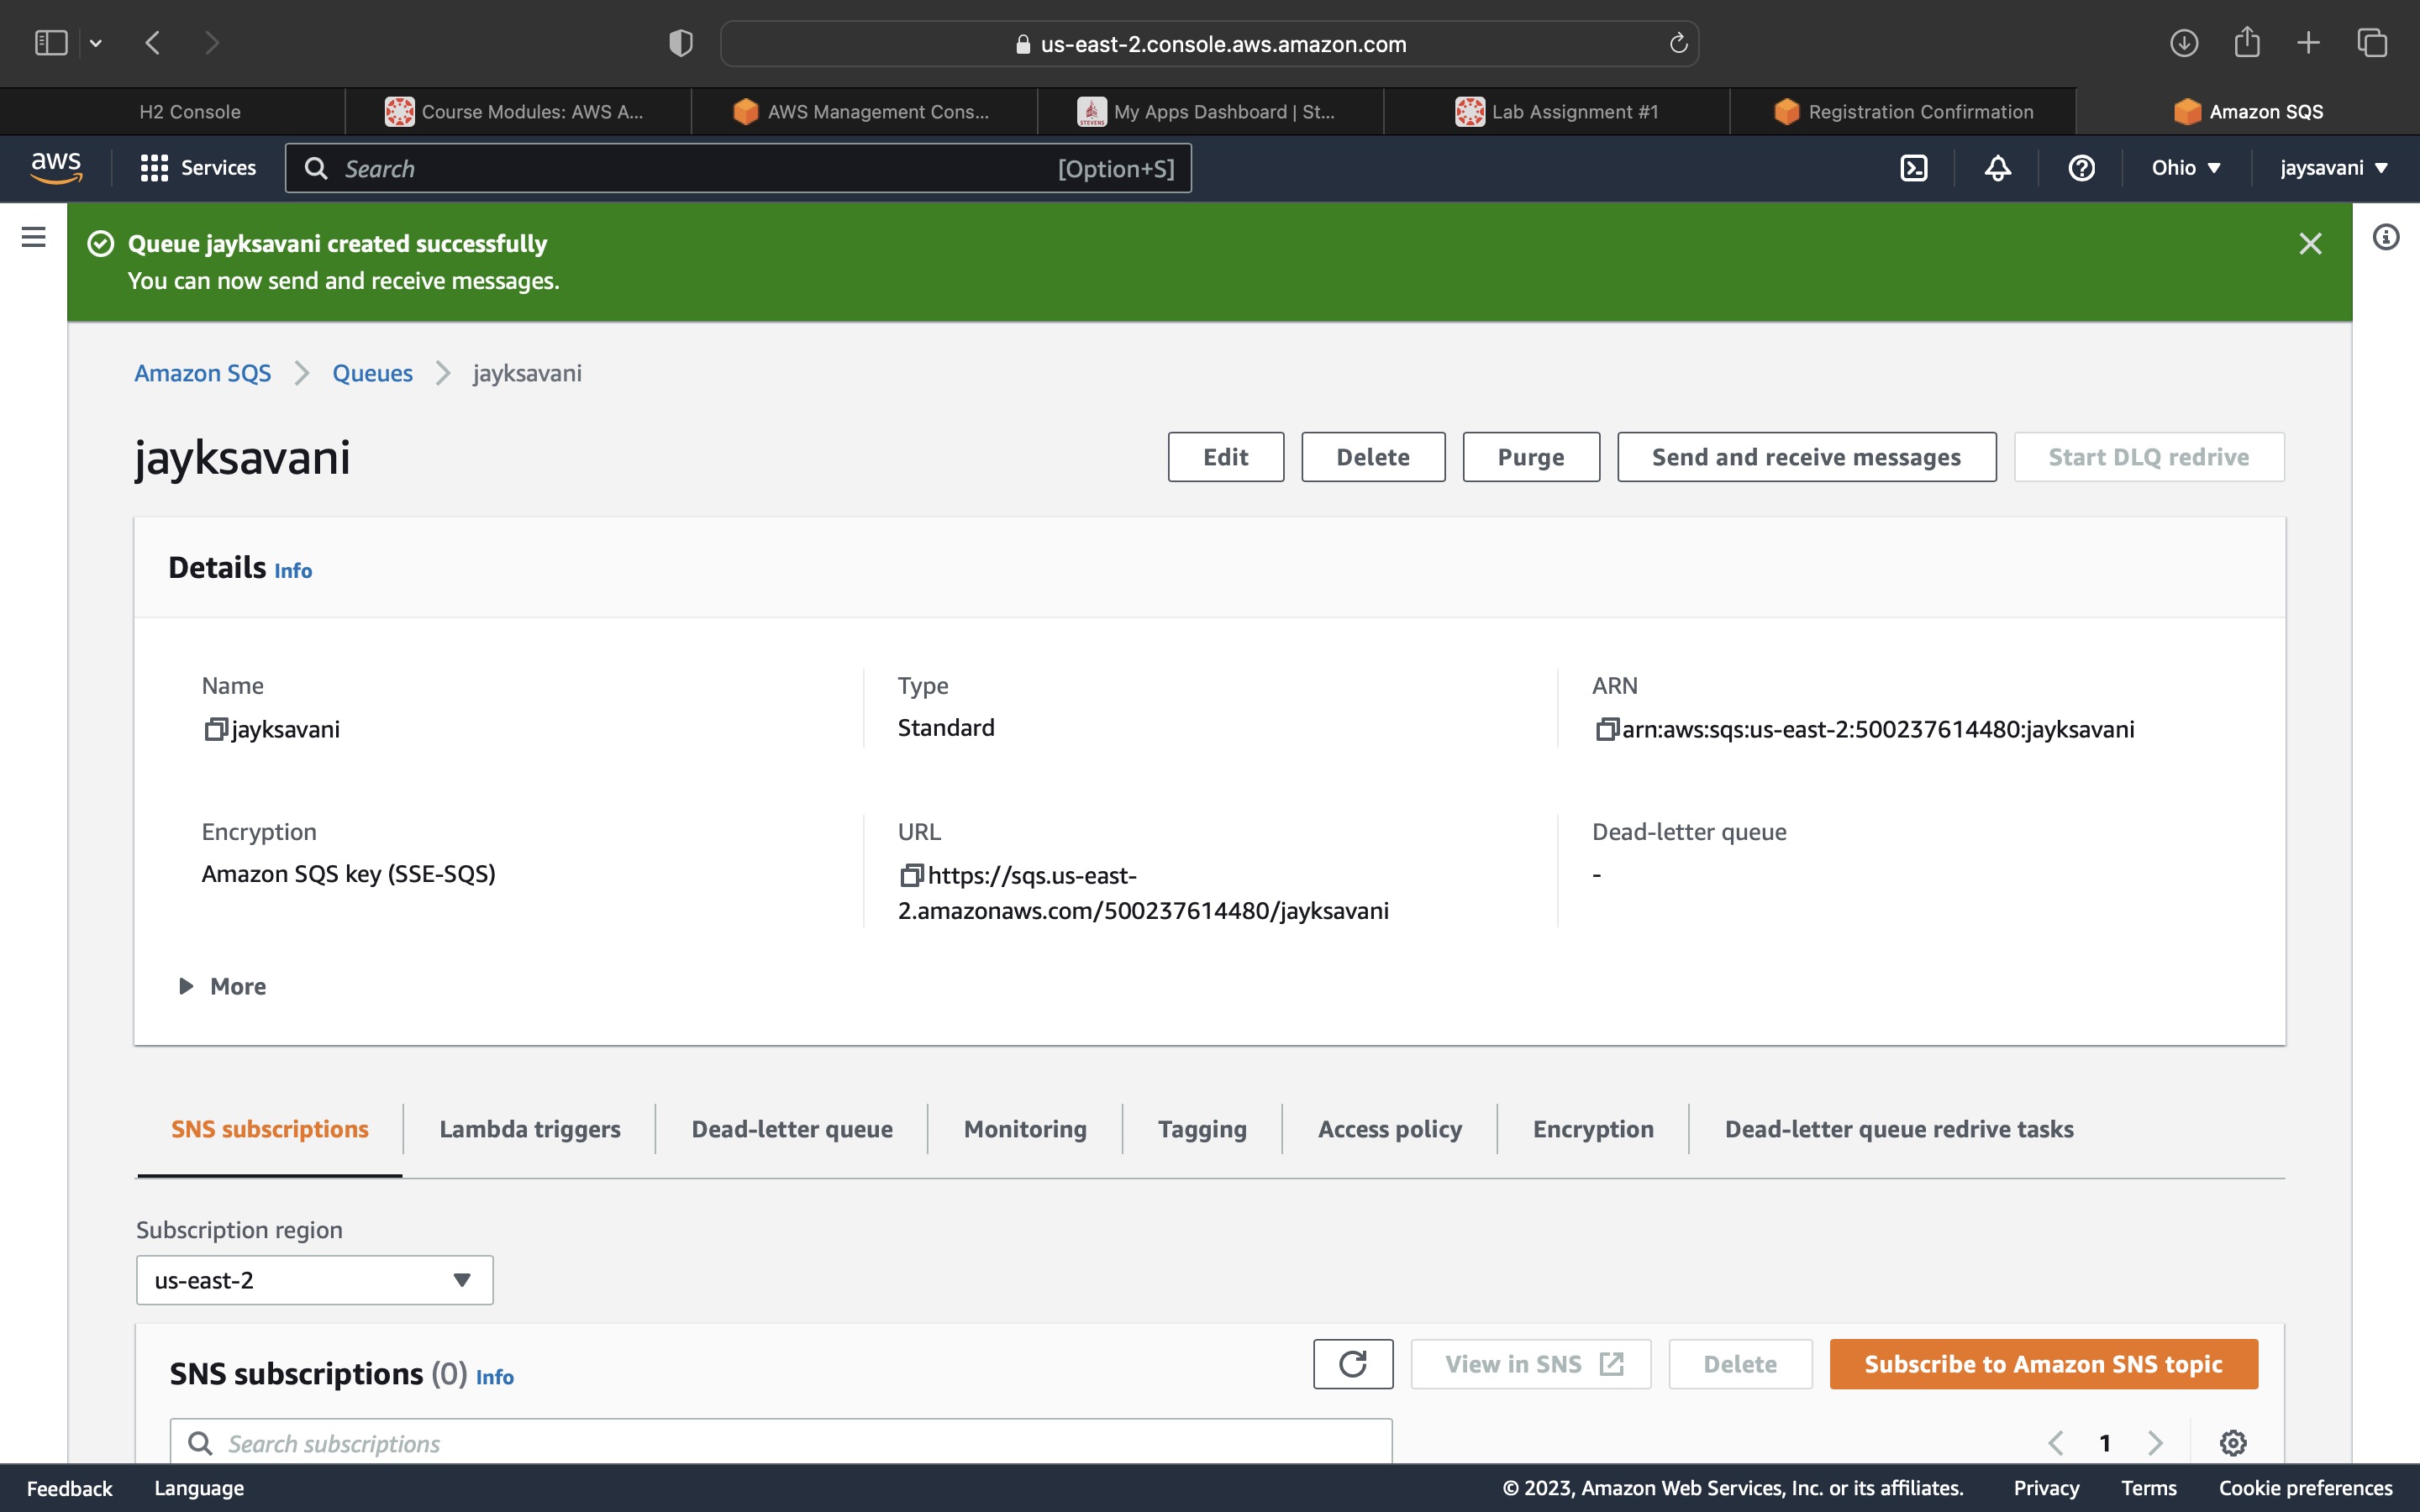 us-east-2.console.aws.amazon.com
H2 Console
Course Modules: AWS A...
AWS Management Cons...
STEVENS
My Apps Dashboard | St...
Lab Assignment #1
Registration Confirmation
Amazon SQS
aws
Services
Search
[Option+S]
Ohio
jaysavani
Queue jayksavani created successfully
You can now send and receive messages.
Amazon SQS
Queues
jayksavani
jayksavani
Edit
Delete
Purge
Send and receive messages
Start DLQ redrive
Details Info
Name
jayksavani
Type
Standard
ARN
arn:aws:sqs:us-east-2:500237614480:jayksavani
Encryption
Amazon SQS key (SSE-SQS)
URL
https://sqs.us-east-
2.amazonaws.com/500237614480/jayksavani
Dead-letter queue
-
More
SNS subscriptions
Lambda triggers
Dead-letter queue
Monitoring
Tagging
Access policy
Encryption
Dead-letter queue redrive tasks
Subscription region
us-east-2
SNS subscriptions (0) Info
View in SNS
Delete
Subscribe to Amazon SNS topic
Search subscriptions
1
Feedback
Language
© 2023, Amazon Web Services, Inc. or its affiliates.
Privacy
Terms
Cookie preferences